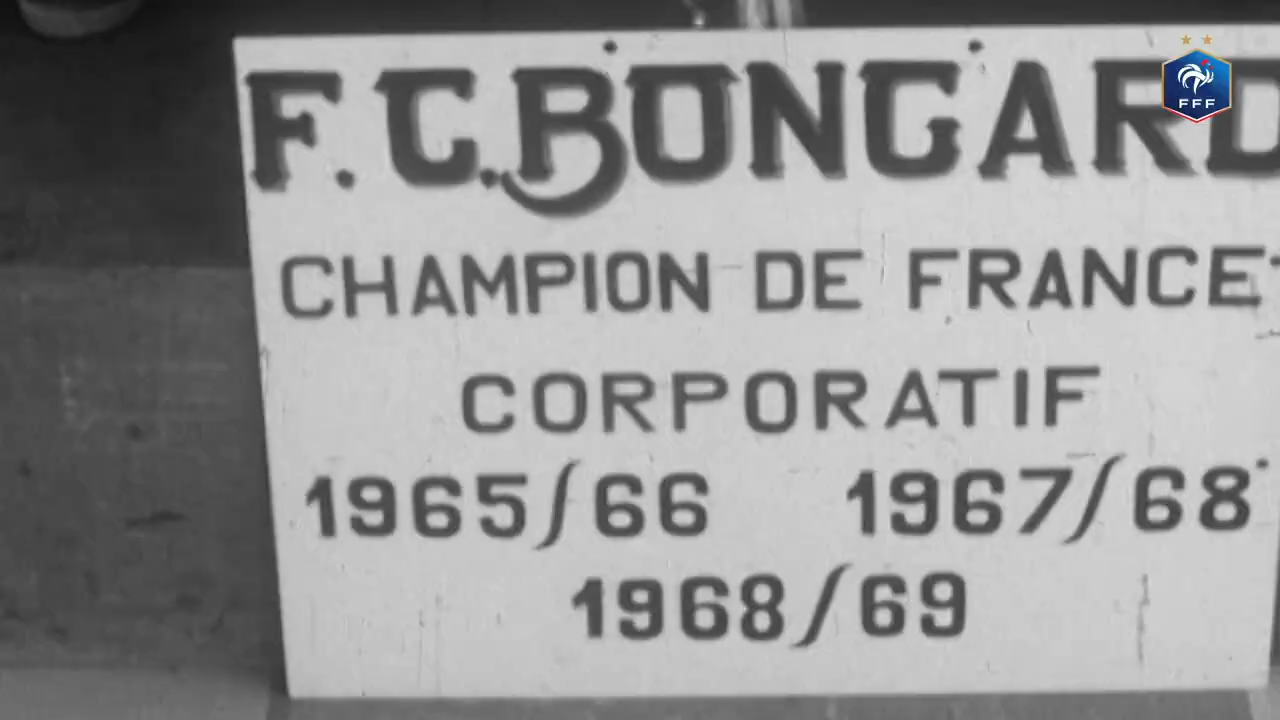 F.C.BONGARD
CHAMPION DE FRANCE
CORPORATIF
1965/66 1967/68
1968/69
FFF